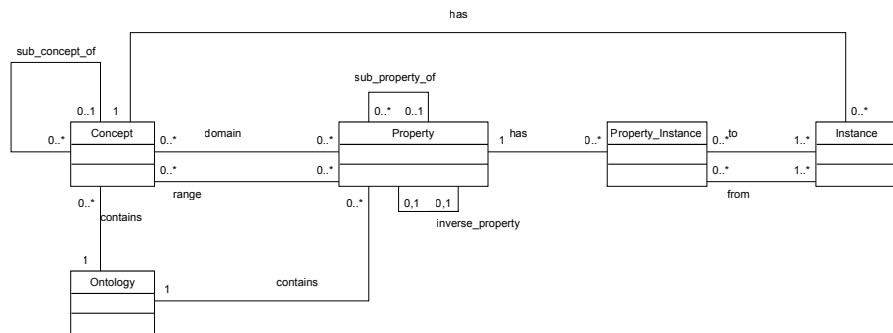 has
sub_concept_of
sub_property_of
0..1
1
0..*
0..1
0..*
0..*
Concept
0..*
domain
0..*
Property
1
has
0..*
Property_Instance
0..*
to
1..*
Instance
0..*
0..*
0..*
1..*
range
from
0..*
0..*
0,1
0,1
contains
inverse_property
1
Ontology
1
contains